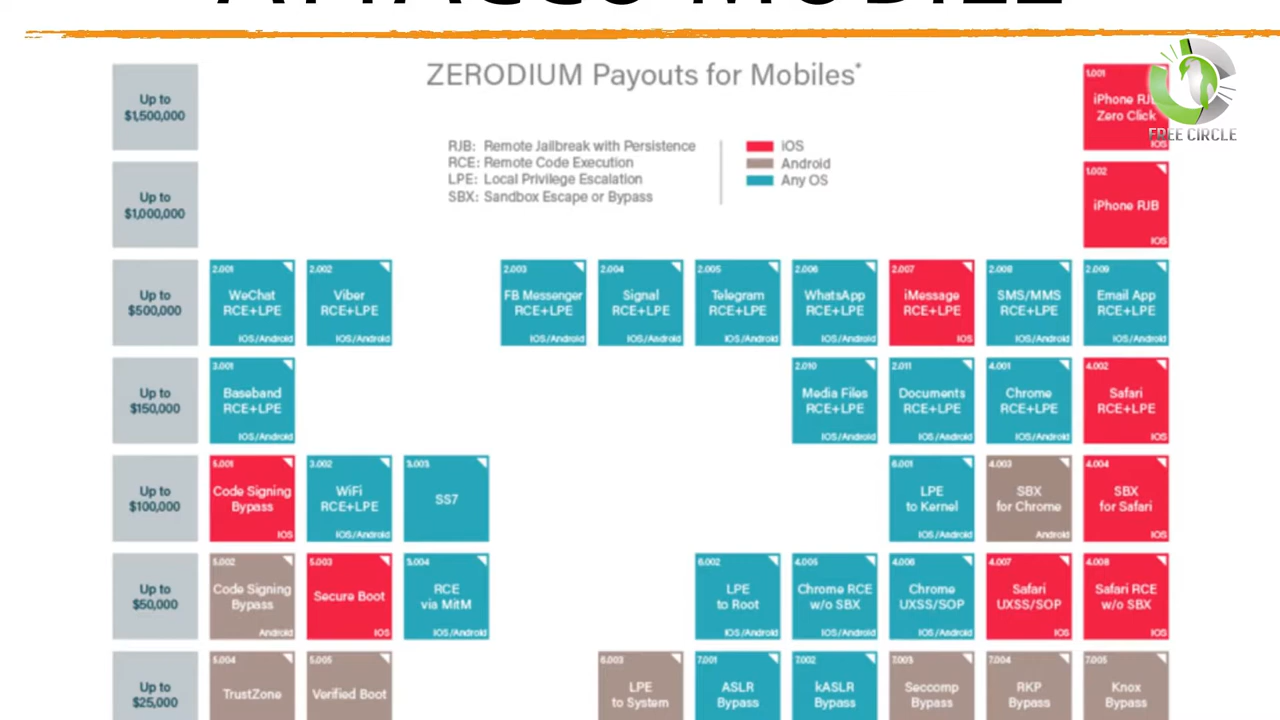 ATTACCO MOBILE
ZERODIUM Payouts for Mobiles*
RJB: Remote Jailbreak with Persistence
RCE: Remote Code Execution
LPE: Local Privilege Escalation
SBX: Sandbox Escape or Bypass
iOS
Android
Any OS
FREE CIRCLE
Up to
$1,500,000
1.001
iPhone RJB
Zero Click
iOS
Up to
$1,000,000
1.002
iPhone RJB
iOS
Up to
$500,000
2.001
WeChat
RCE+LPE
iOS/Android
2.002
Viber
RCE+LPE
iOS/Android
2.003
FB Messenger
RCE+LPE
iOS/Android
2.004
Signal
RCE+LPE
iOS/Android
2.005
Telegram
RCE+LPE
iOS/Android
2.006
WhatsApp
RCE+LPE
iOS/Android
2.007
iMessage
RCE+LPE
iOS
2.008
SMS/MMS
RCE+LPE
iOS/Android
2.009
Email App
RCE+LPE
iOS/Android
Up to
$150,000
3.001
Baseband
RCE+LPE
iOS/Android
2.010
Media Files
RCE+LPE
iOS/Android
2.011
Documents
RCE+LPE
iOS/Android
4.001
Chrome
RCE+LPE
iOS/Android
4.002
Safari
RCE+LPE
iOS
Up to
$100,000
5.001
Code Signing
Bypass
iOS
3.002
WiFi
RCE+LPE
iOS/Android
3.003
SS7
6.001
LPE
to Kernel
iOS/Android
4.003
SBX
for Chrome
Android
4.004
SBX
for Safari
iOS
Up to
$50,000
5.002
Code Signing
Bypass
Android
5.003
Secure Boot
iOS
3.004
RCE
via MitM
iOS/Android
6.002
LPE
to Root
iOS/Android
4.005
Chrome RCE
w/o SBX
iOS/Android
4.006
Chrome
UXSS/SOP
iOS/Android
4.007
Safari
UXSS/SOP
iOS
4.008
Safari RCE
w/o SBX
iOS
Up to
$25,000
5.004
TrustZone
5.005
Verified Boot
6.003
LPE
to System
7.001
ASLR
Bypass
7.002
kASLR
Bypass
7.003
Seccomp
Bypass
7.004
RKP
Bypass
7.005
Knox
Bypass